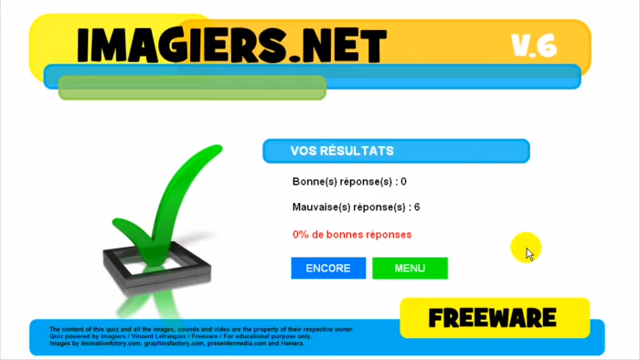 IMAGIERS.NET
V.6
VOS RÉSULTATS
Bonne(s) réponse(s) : 0
Mauvaise(s) réponse(s) : 6
0% de bonnes réponses
ENCORE
MENU
FREEWARE
The content of this quiz and all the images, sounds and video are the property of their respective owner.
Quiz powered by Imagiers / Vincent Lefrançois / Freeware / For educational purpose only.
Images by Animationfatory.com, graphicsfactory.com, presentermedia.com and Hemera.